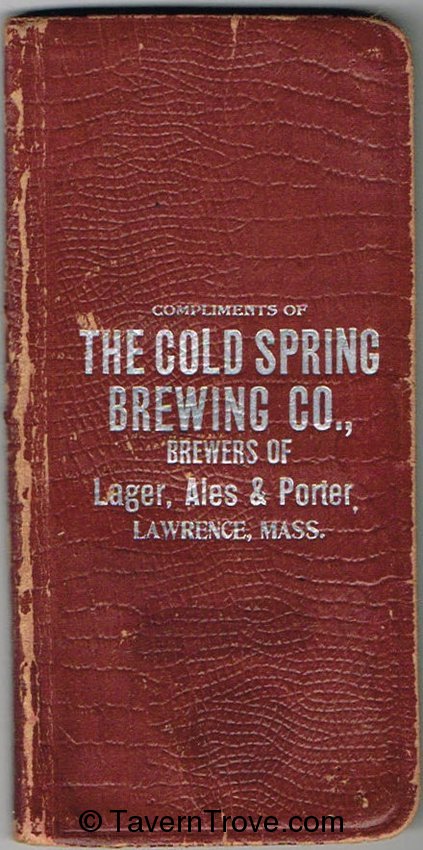 COMPLIMENTS OF
THE COLD SPRING
BREWING CO.,
BREWERS OF
Lager, Ales & Porter,
LAWRENCE, MASS.
© TavernTrove.com